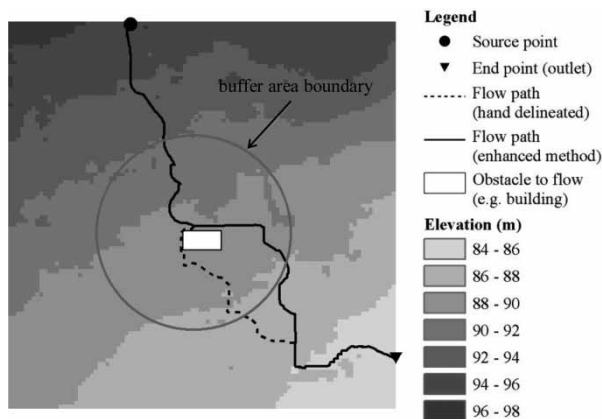 buffer area boundary
Legend
Source point
End point (outlet)
Flow path
(hand delineated)
Flow path
(enhanced method)
Obstacle to flow
(e.g. building)
Elevation (m)
84 - 86
86 - 88
88 - 90
90 - 92
92 - 94
94 - 96
96 - 98